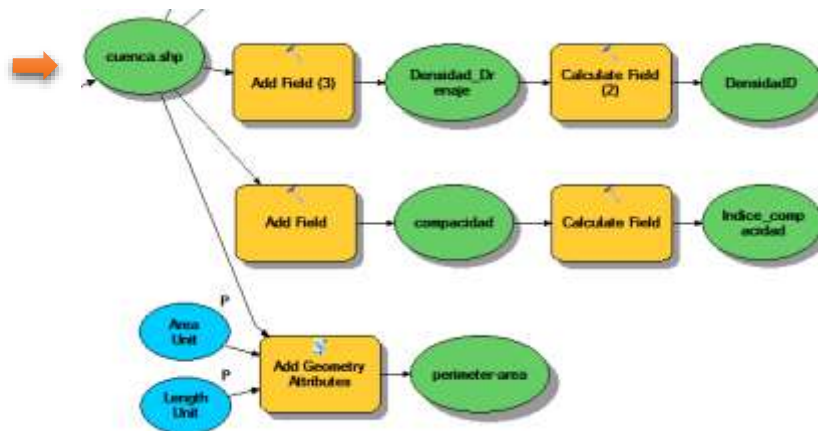 cuenca.shp
Add Field (3)
Densidad_Dr
enaje
Calculate Field
(2)
DensidadD
Add Field
compacidad
Calculate Field
Indice_comp
acidad
P
Area
Unit
P
Length
Unit
Add Geometry
Attributes
perimeter-area